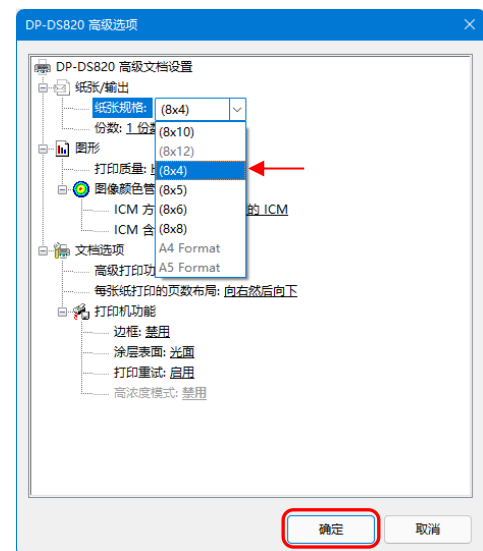 DP-DS820 高级选项
DP-DS820 高级文档设置
纸张/输出
纸张规格: (8x4)
份数: 1 份
(8x10)
图形
(8x12)
打印质量:
(8x4)
图像颜色管
(8x5)
ICM 方
(8x6)
的 ICM
ICM 含
(8x8)
文档选项
A4 Format
高级打印功
A5 Format
每张纸打印的页数布局: 向右然后向下
打印机功能
边框: 禁用
涂层表面: 光面
打印重试: 启用
高浓度模式: 禁用
确定
取消